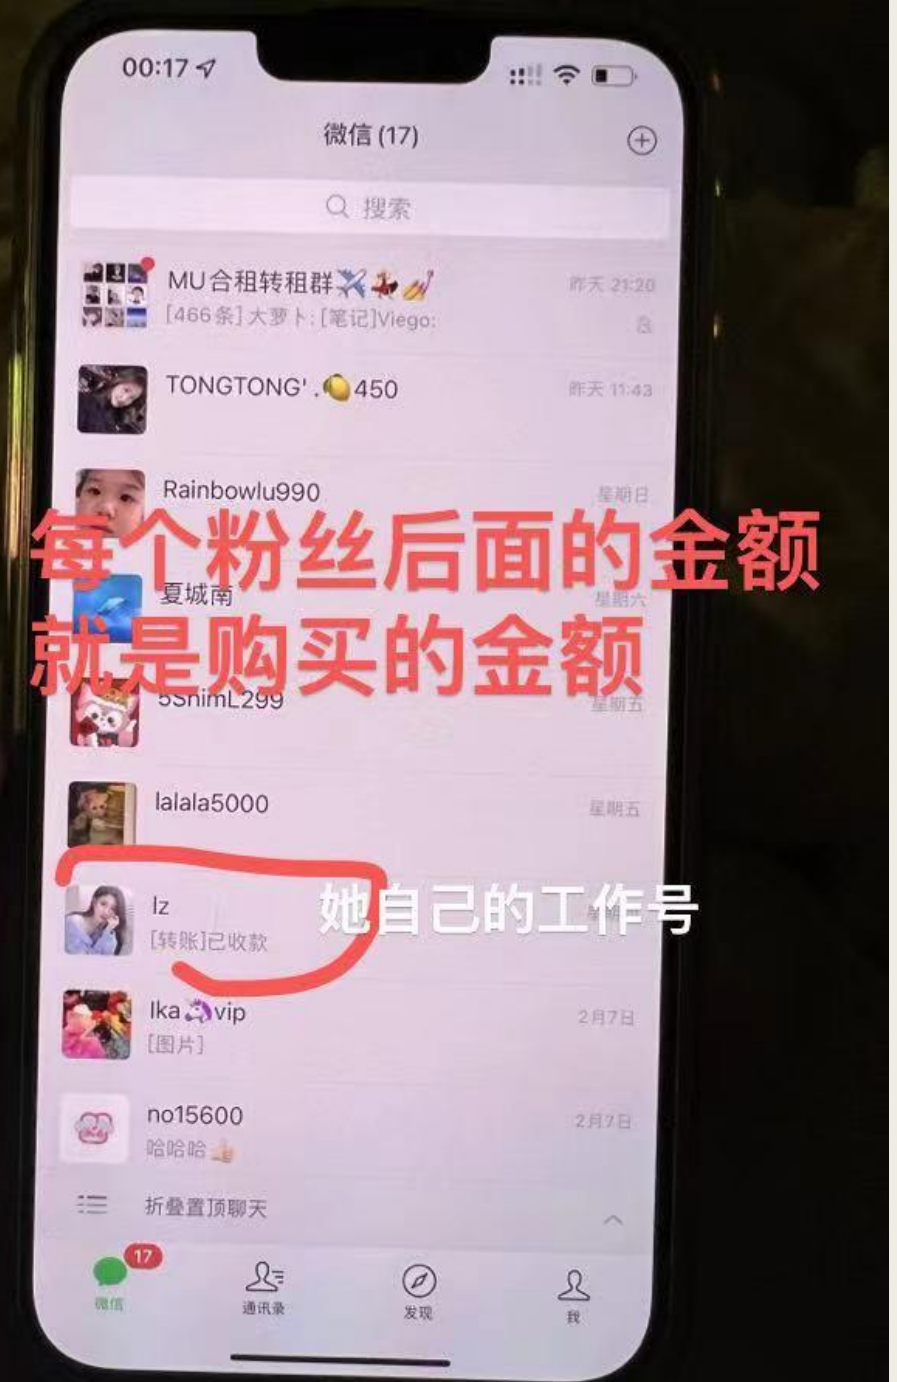 00:17
微信(17)
搜索
MU合租转租群✈️💃💅
昨天 21:20
[466条] 大萝卜: [笔记]Viego:
TONGTONG' .🍋450
昨天 11:43
Rainbowlu990
星期日
每个粉丝后面的金额
夏城南
星期六
就是购买的金额
5ShimL299
星期五
lalala5000
星期五
lz
她自己的工作号
[转账]已收款
lka🦄vip
2月7日
[图片]
no15600
2月7日
哈哈哈👍
折叠置顶聊天
17
微信
通讯录
发现
我